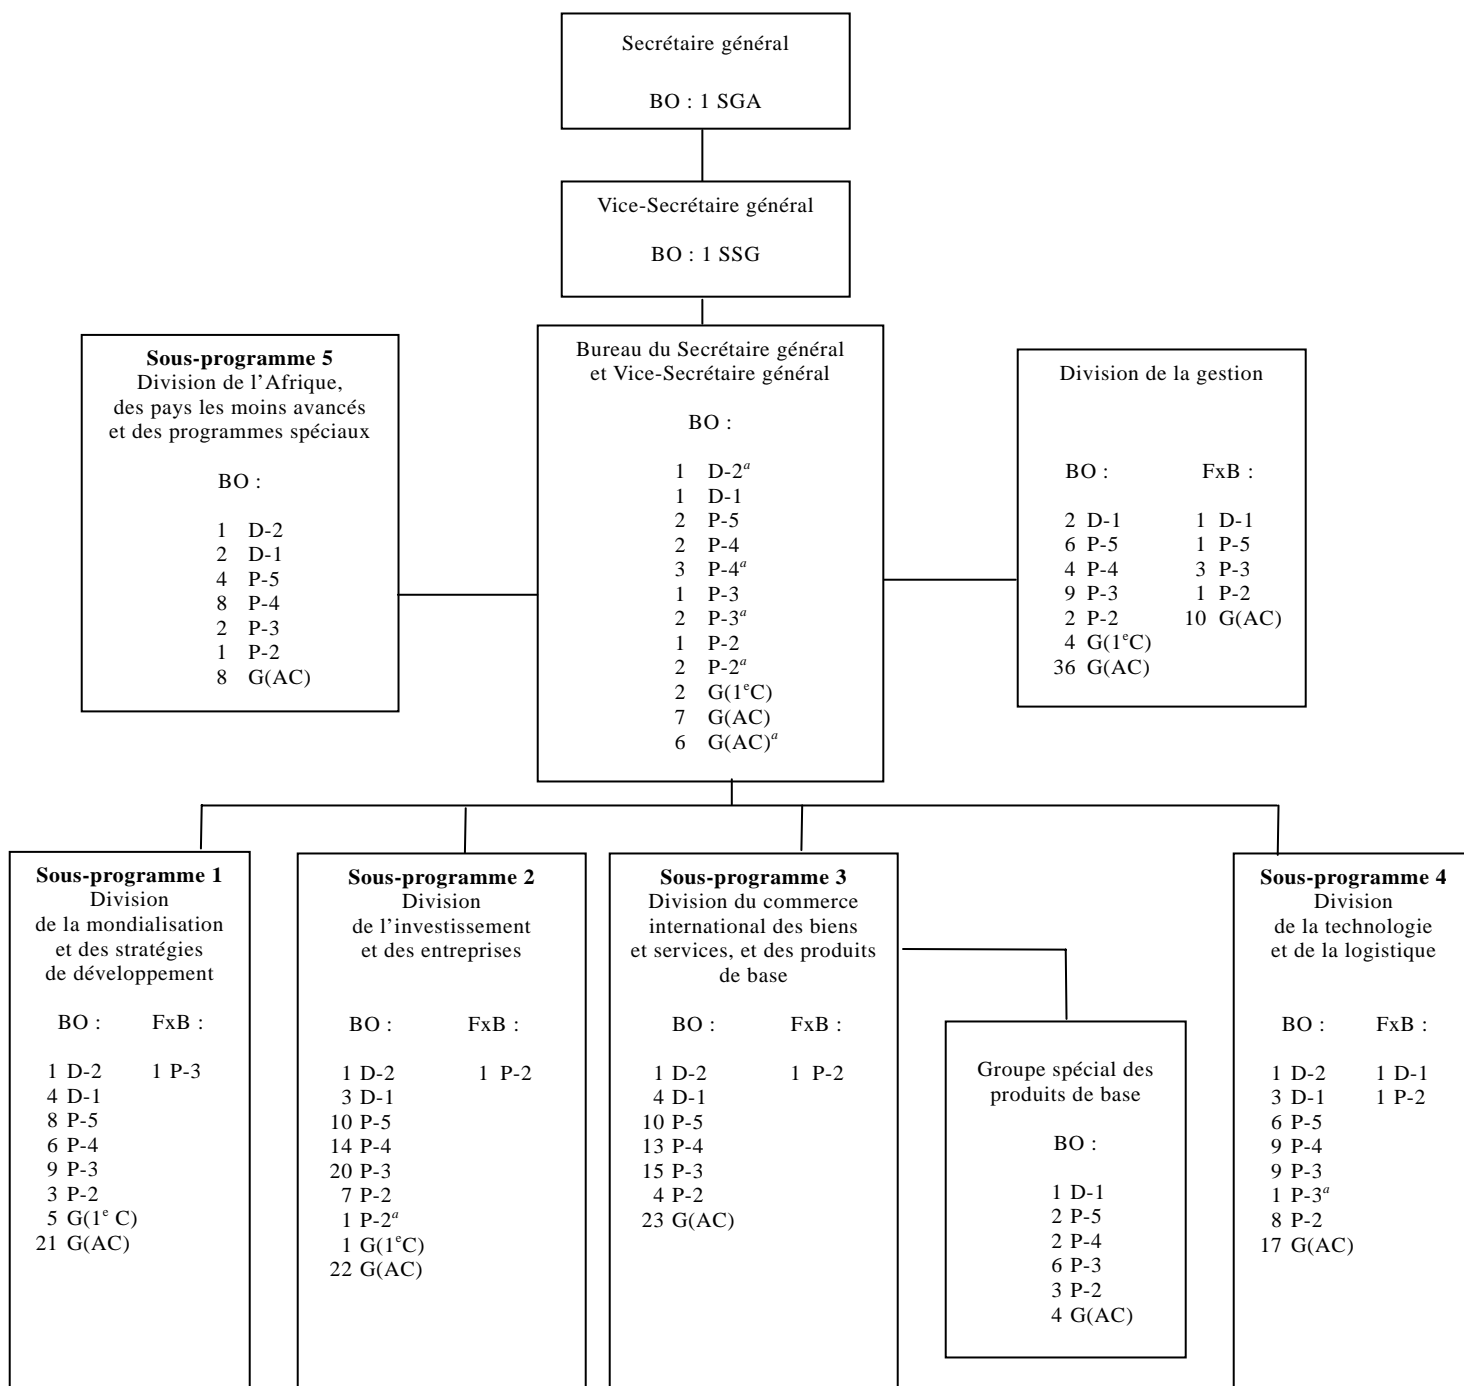 Secrétaire général
BO : 1 SGA
Vice-Secrétaire général
BO : 1 SSG
Sous-programme 5
Division de l’Afrique,
des pays les moins avancés
et des programmes spéciaux
BO :
1 D-2
2 D-1
4 P-5
8 P-4
2 P-3
1 P-2
8 G(AC)
Bureau du Secrétaire général
et Vice-Secrétaire général
BO :
1 D-2ᵃ
1 D-1
2 P-5
2 P-4
3 P-4ᵃ
1 P-3
2 P-3ᵃ
1 P-2
2 P-2ᵃ
2 G(1ᵉC)
7 G(AC)
6 G(AC)ᵃ
Division de la gestion
BO : FxB :
2 D-1 1 D-1
6 P-5 1 P-5
4 P-4 3 P-3
9 P-3 1 P-2
2 P-2 10 G(AC)
4 G(1ᵉC)
36 G(AC)
Sous-programme 1
Division
de la mondialisation
et des stratégies
de développement
BO : FxB :
1 D-2 1 P-3
4 D-1
8 P-5
6 P-4
9 P-3
3 P-2
5 G(1ᵉ C)
21 G(AC)
Sous-programme 2
Division
de l’investissement
et des entreprises
BO : FxB :
1 D-2 1 P-2
3 D-1
10 P-5
14 P-4
20 P-3
7 P-2
1 P-2ᵃ
1 G(1ᵉC)
22 G(AC)
Sous-programme 3
Division du commerce
international des biens
et services, et des produits
de base
BO : FxB :
1 D-2 1 P-2
4 D-1
10 P-5
13 P-4
15 P-3
4 P-2
23 G(AC)
Groupe spécial des
produits de base
BO :
1 D-1
2 P-5
2 P-4
6 P-3
3 P-2
4 G(AC)
Sous-programme 4
Division
de la technologie
et de la logistique
BO : FxB :
1 D-2 1 D-1
3 D-1 1 P-2
6 P-5
9 P-4
9 P-3
1 P-3ᵃ
8 P-2
17 G(AC)